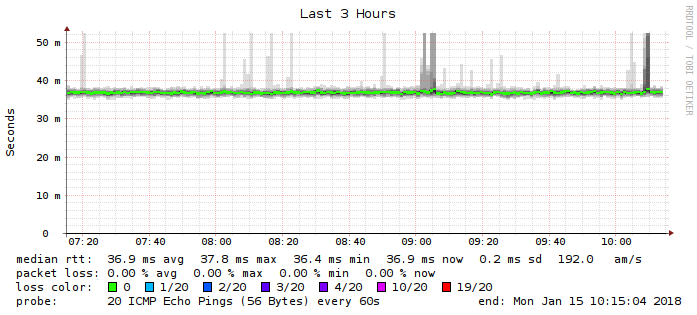 Last 3 Hours
RRDTOOL / TOBI OETIKER
Seconds
50 m
40 m
30 m
20 m
10 m
0
07:20 07:40 08:00 08:20 08:40 09:00 09:20 09:40 10:00
median rtt: 36.9 ms avg 37.8 ms max 36.4 ms min 36.9 ms now 0.2 ms sd 192.0 am/s
packet loss: 0.00 % avg 0.00 % max 0.00 % min 0.00 % now
loss color: 0 1/20 2/20 3/20 4/20 10/20 19/20
probe: 20 ICMP Echo Pings (56 Bytes) every 60s end: Mon Jan 15 10:15:04 2018